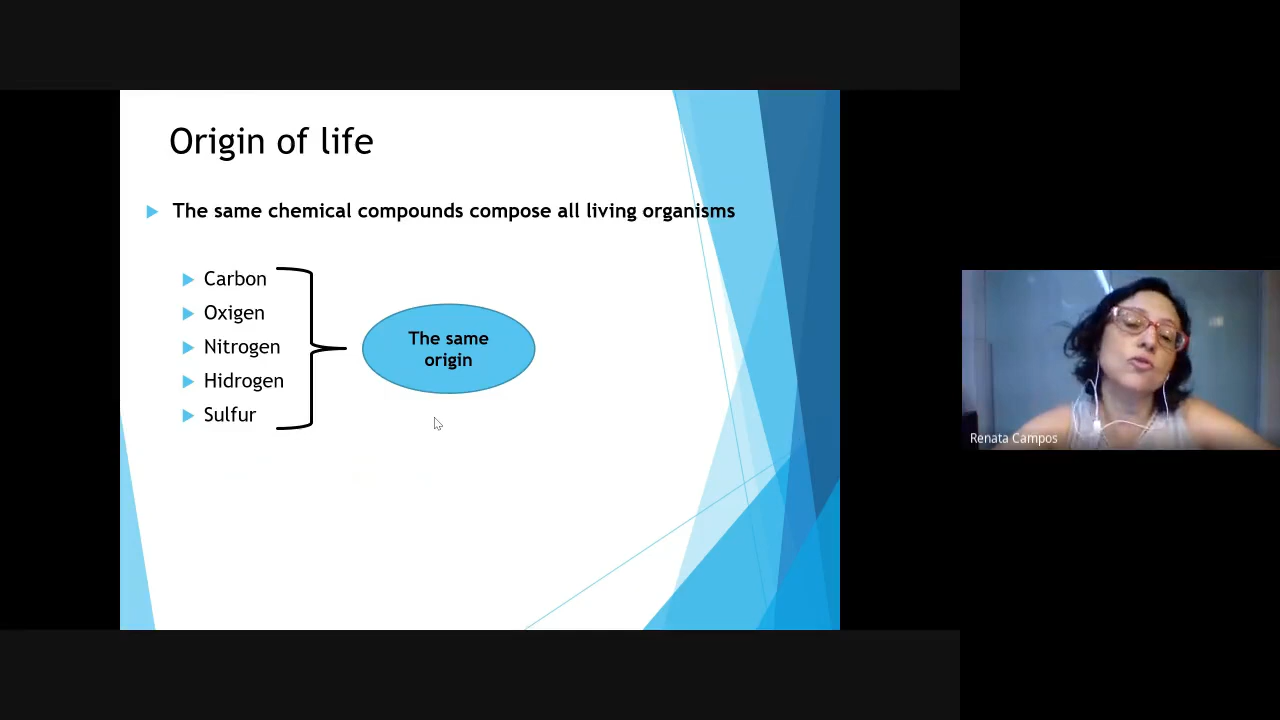 Origin of life
The same chemical compounds compose all living organisms
Carbon
Oxigen
Nitrogen
Hidrogen
Sulfur
The same
origin
Renata Campos